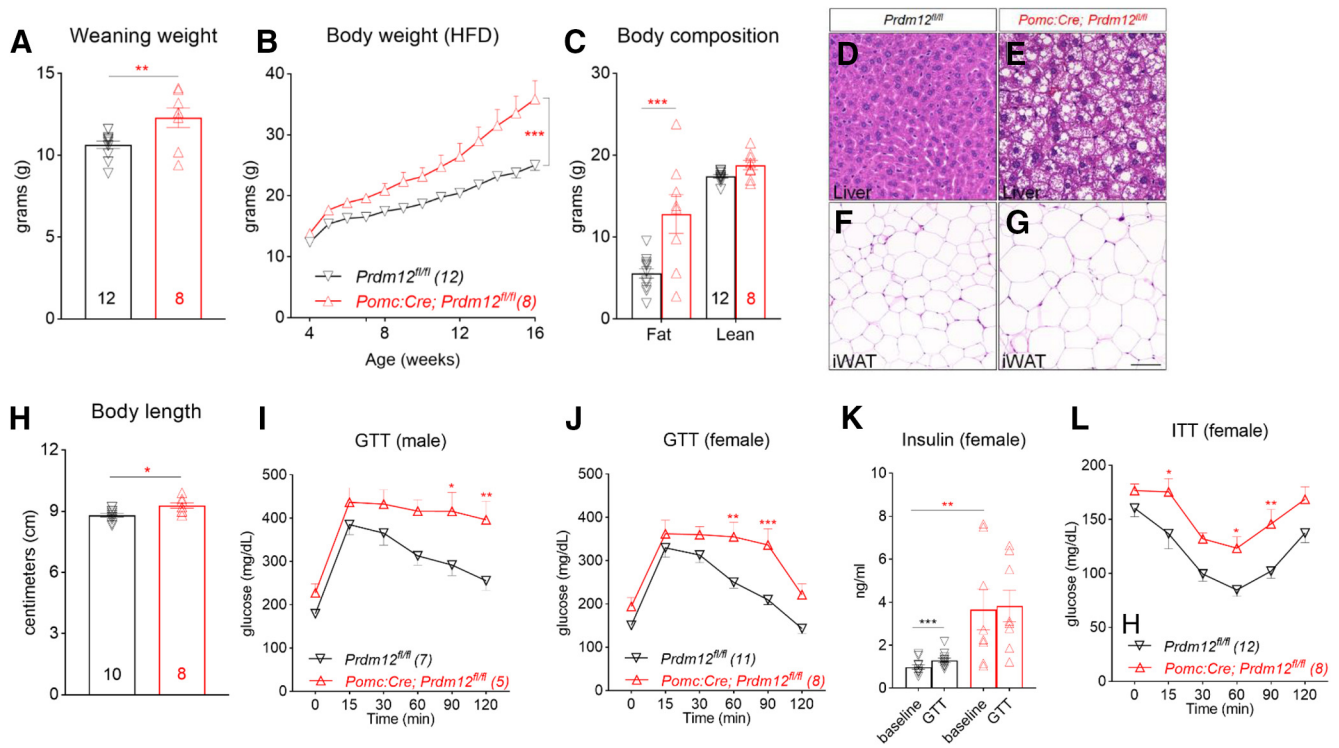 A
Weaning weight
**
grams (g)
15
10
5
0
12
8
B
Body weight (HFD)
grams (g)
40
30
20
10
0
***
Prdm12fl/fl (12)
Pomc:Cre; Prdm12fl/fl (8)
4
8
12
16
Age (weeks)
C
Body composition
grams (g)
30
20
10
0
***
12
8
Fat
Lean
Prdm12fl/fl
Pomc:Cre; Prdm12fl/fl
D
Liver
E
Liver
F
iWAT
G
iWAT
H
Body length
centimeters (cm)
12
9
6
3
0
*
10
8
I
GTT (male)
glucose (mg/dL)
500
400
300
200
100
0
*
**
Prdm12fl/fl (7)
Pomc:Cre; Prdm12fl/fl (5)
0
15
30
60
90
120
Time (min)
J
GTT (female)
glucose (mg/dL)
500
400
300
200
100
0
**
***
Prdm12fl/fl (11)
Pomc:Cre; Prdm12fl/fl (8)
0
15
30
60
90
120
Time (min)
K
Insulin (female)
ng/ml
10
8
6
4
2
0
**
***
baseline
GTT
baseline
GTT
L
ITT (female)
glucose (mg/dL)
200
150
100
50
0
*
*
**
H
Prdm12fl/fl (12)
Pomc:Cre; Prdm12fl/fl (8)
0
15
30
60
90
120
Time (min)